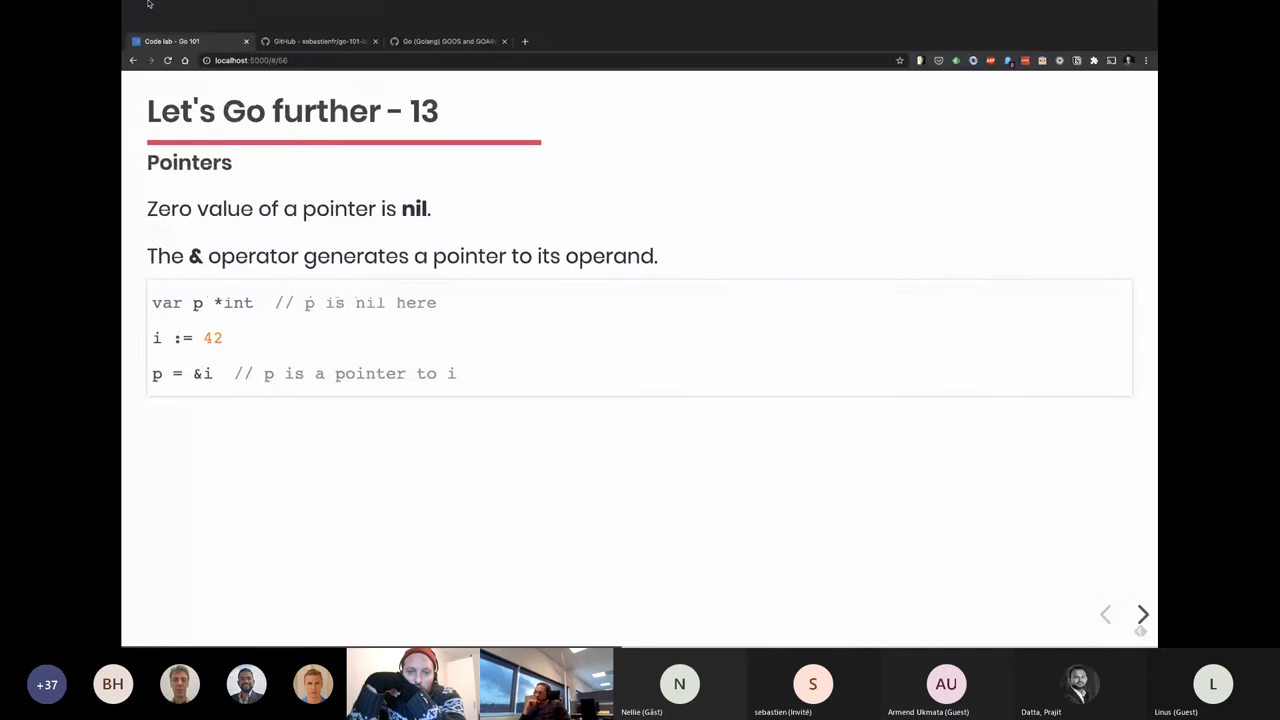 Code lab - Go 101
GitHub - sebastienfr/go-101-
Go (Golang) GOOS and GOAR
localhost:5000/#/56
Let's Go further - 13
Pointers
Zero value of a pointer is nil.
The & operator generates a pointer to its operand.
var p *int // p is nil here
i := 42
p = &i // p is a pointer to i
+37
BH
N
S
AU
L
Nellie (Gäst)
sebastien (Invité)
Armend Ukmata (Guest)
Datta, Prajit
Linus (Guest)